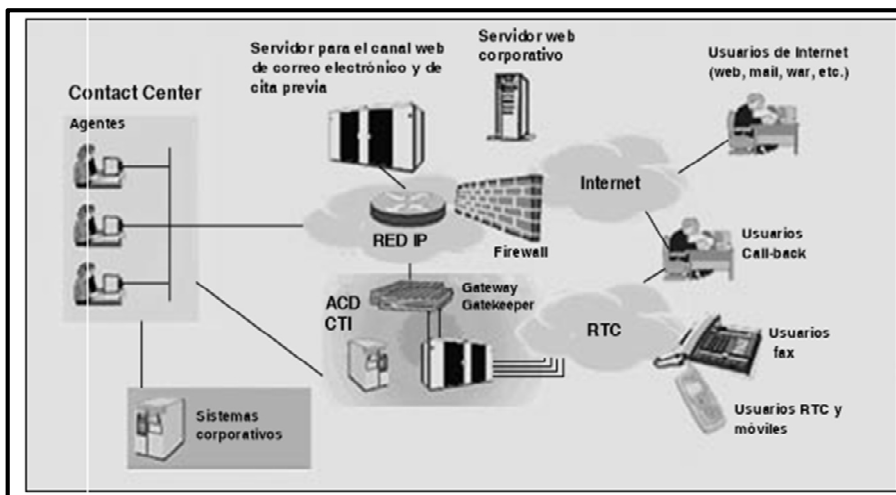 Servidor para el canal web
de correo electrónico y de
cita previa
Servidor web
corporativo
Usuarios de Internet
(web, mail, war, etc.)
Contact Center
Agentes
Internet
RED IP
Firewall
Usuarios
Call-back
ACD
CTI
Gateway
Gatekeeper
RTC
Usuarios
fax
Sistemas
corporativos
Usuarios RTC y
móviles